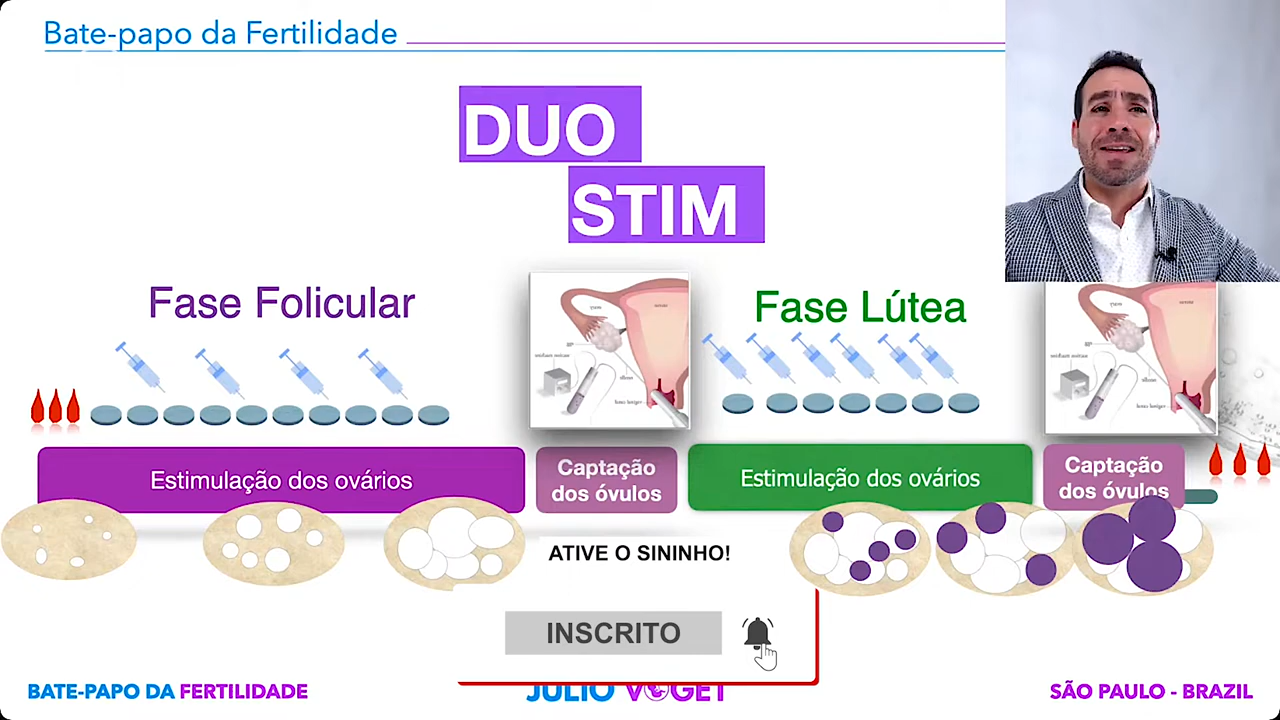 Bate-papo da Fertilidade
DUO
STIM
Fase Folicular
Fase Lútea
Estimulação dos ovários
Captação
dos óvulos
Estimulação dos ovários
Captação
dos óvulos
ATIVE O SININHO!
INSCRITO
BATE-PAPO DA FERTILIDADE
JULIO VOGET
SÃO PAULO - BRAZIL